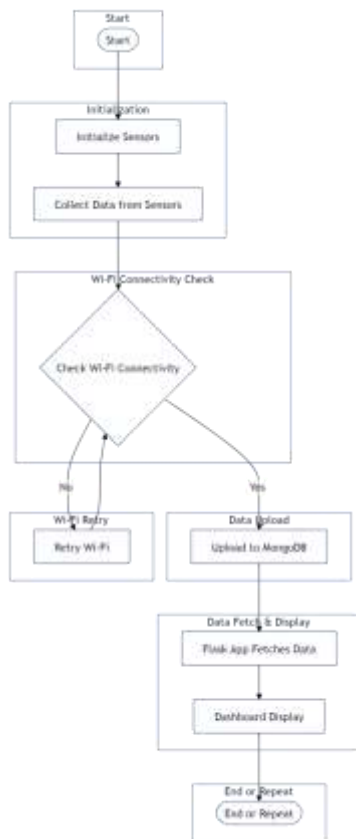 Start
Start
Initialization
Initialize Sensors
Collect Data from Sensors
Wi-Fi Connectivity Check
Check Wi-Fi Connectivity
No
Yes
Wi-Fi Retry
Data Upload
Retry Wi-Fi
Upload to MongoDB
Data Fetch & Display
Flask App Fetches Data
Dashboard Display
End or Repeat
End or Repeat